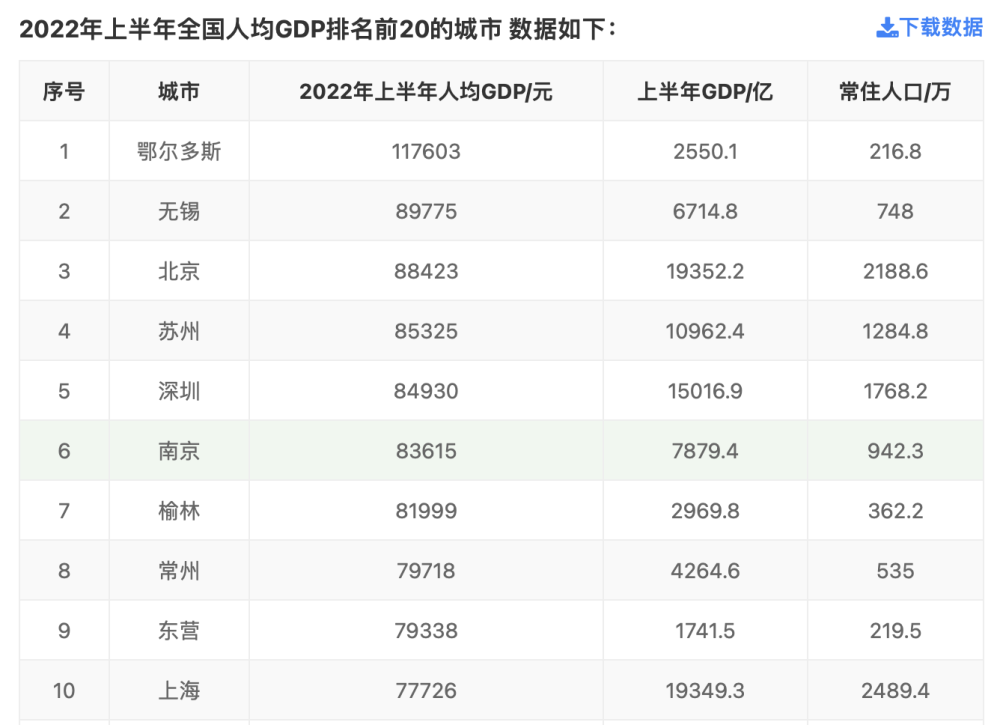 2022年上半年全国人均GDP排名前20的城市 数据如下： 下载数据
序号 城市 2022年上半年人均GDP/元 上半年GDP/亿 常住人口/万
1 鄂尔多斯 117603 2550.1 216.8
2 无锡 89775 6714.8 748
3 北京 88423 19352.2 2188.6
4 苏州 85325 10962.4 1284.8
5 深圳 84930 15016.9 1768.2
6 南京 83615 7879.4 942.3
7 榆林 81999 2969.8 362.2
8 常州 79718 4264.6 535
9 东营 79338 1741.5 219.5
10 上海 77726 19349.3 2489.4